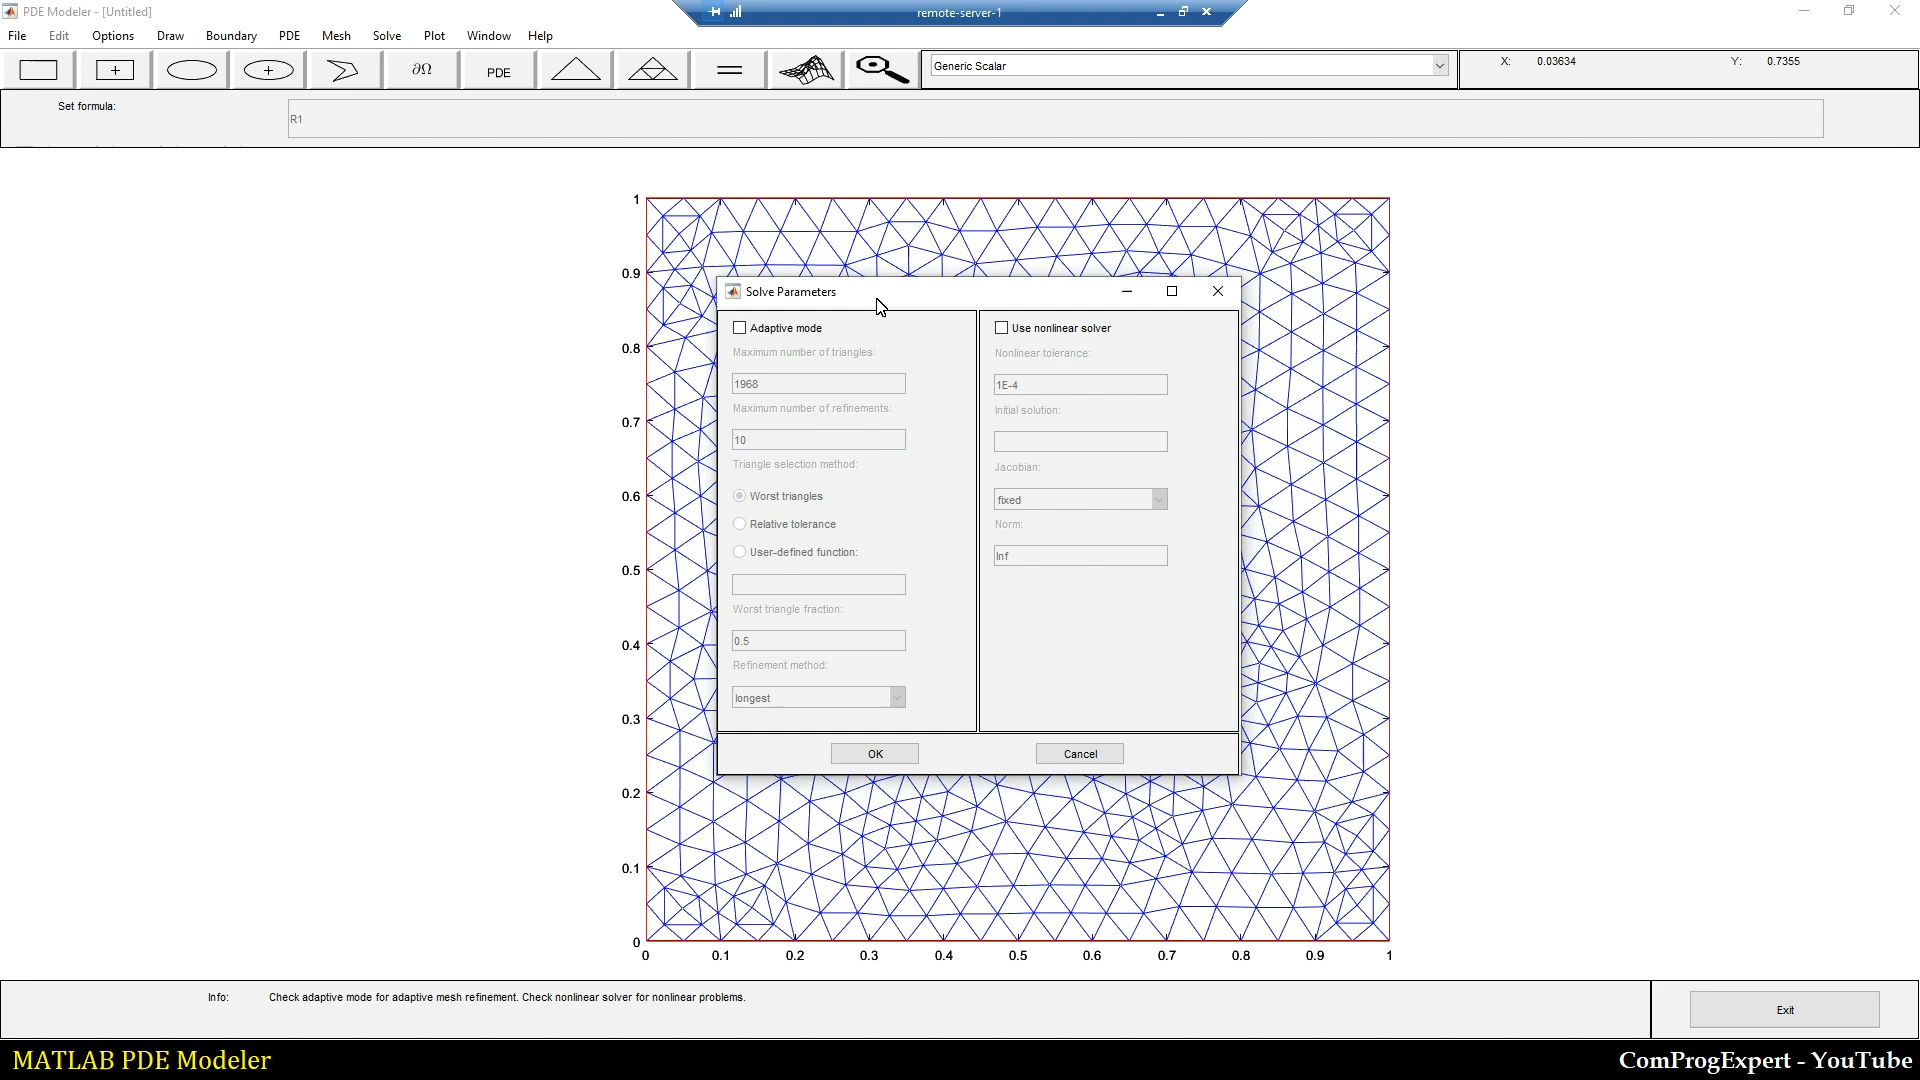 PDE Modeler - [Untitled]
remote-server-1
File Edit Options Draw Boundary PDE Mesh Solve Plot Window Help
∂Ω
PDE
Generic Scalar
X: 0.03634 Y: 0.7355
Set formula:
R1
1
0.9
0.8
0.7
0.6
0.5
0.4
0.3
0.2
0.1
0
0 0.1 0.2 0.3 0.4 0.5 0.6 0.7 0.8 0.9 1
Solve Parameters
Adaptive mode
Maximum number of triangles:
1968
Maximum number of refinements:
10
Triangle selection method:
Worst triangles
Relative tolerance
User-defined function:
Worst triangle fraction:
0.5
Refinement method:
longest
Use nonlinear solver
Nonlinear tolerance:
1E-4
Initial solution:
Jacobian:
fixed
Norm:
Inf
OK Cancel
Info: Check adaptive mode for adaptive mesh refinement. Check nonlinear solver for nonlinear problems.
Exit
MATLAB PDE Modeler
ComProgExpert - YouTube